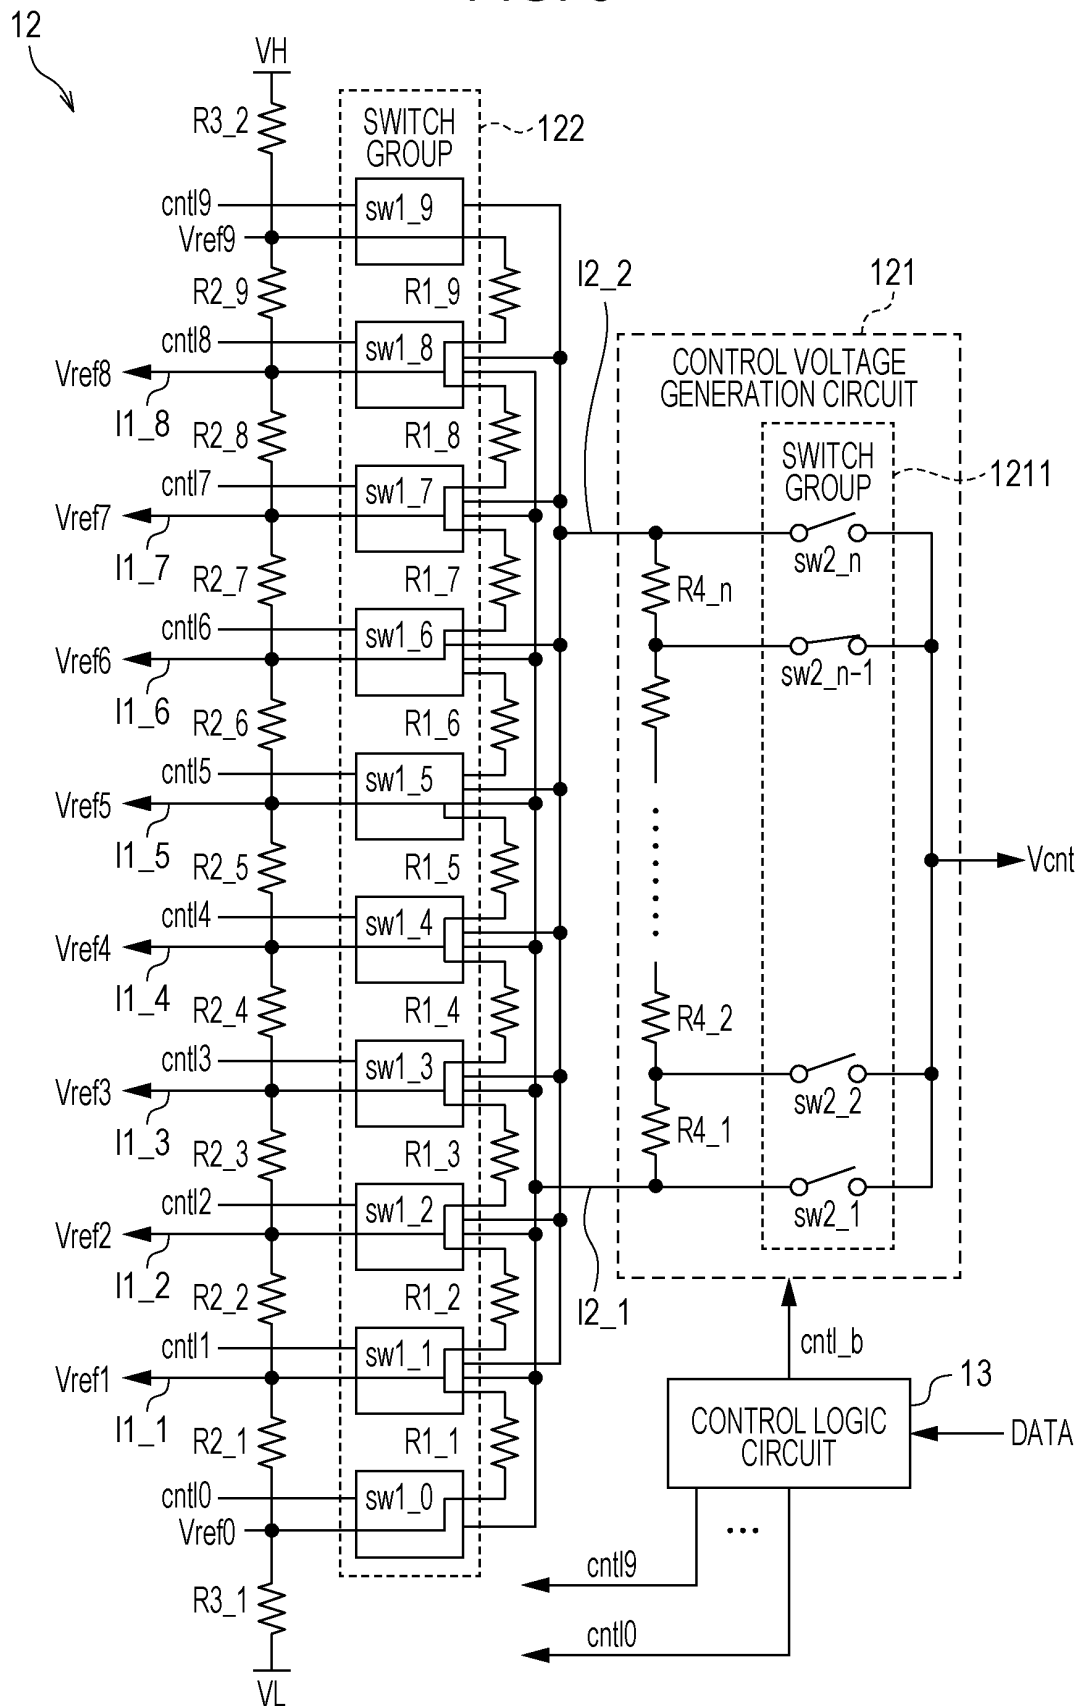 12
VH
R3_2
SWITCH
GROUP
122
cntl9
sw1_9
Vref9
R2_9
R1_9
I2_2
121
cntl8
sw1_8
Vref8
I1_8
CONTROL VOLTAGE
GENERATION CIRCUIT
R2_8
R1_8
SWITCH
GROUP
1211
cntl7
sw1_7
Vref7
I1_7
sw2_n
R2_7
R1_7
R4_n
cntl6
sw1_6
Vref6
I1_6
sw2_n-1
R2_6
R1_6
cntl5
sw1_5
Vref5
I1_5
R2_5
R1_5
Vcnt
cntl4
sw1_4
Vref4
I1_4
R2_4
R1_4
R4_2
cntl3
sw1_3
Vref3
I1_3
sw2_2
R2_3
R1_3
R4_1
cntl2
sw1_2
Vref2
I1_2
sw2_1
R2_2
R1_2
I2_1
cntl1
sw1_1
Vref1
I1_1
cntl_b
13
R2_1
R1_1
CONTROL LOGIC
CIRCUIT
DATA
cntl0
sw1_0
Vref0
...
cntl9
R3_1
cntl0
VL